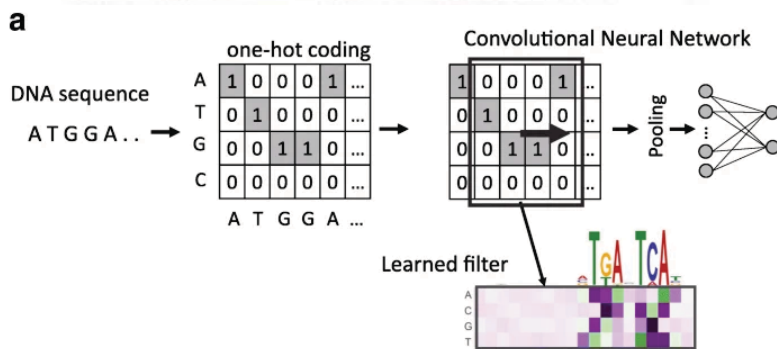 a
one-hot coding
Convolutional Neural Network
DNA sequence
A T G G A . .
A 1 0 0 0 1 ...
T 0 1 0 0 0 ...
G 0 0 1 1 0 ...
C 0 0 0 0 0 ...
A T G G A ...
1 0 0 0 1 ..
0 1 0 0 0 ..
0 0 1 1 0 ..
0 0 0 0 0 ..
Pooling
...
Learned filter
TGA TCA
A
C
G
T